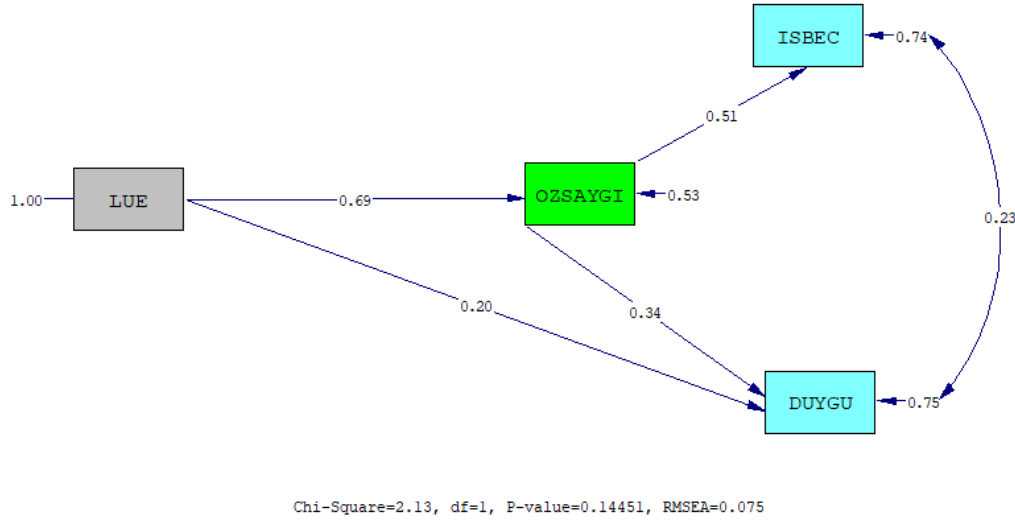 ISBEC
0.74
0.51
1.00
LUE
0.69
OZSAYGI
0.53
0.23
0.20
0.34
DUYGU
0.75
Chi-Square=2.13, df=1, P-value=0.14451, RMSEA=0.075